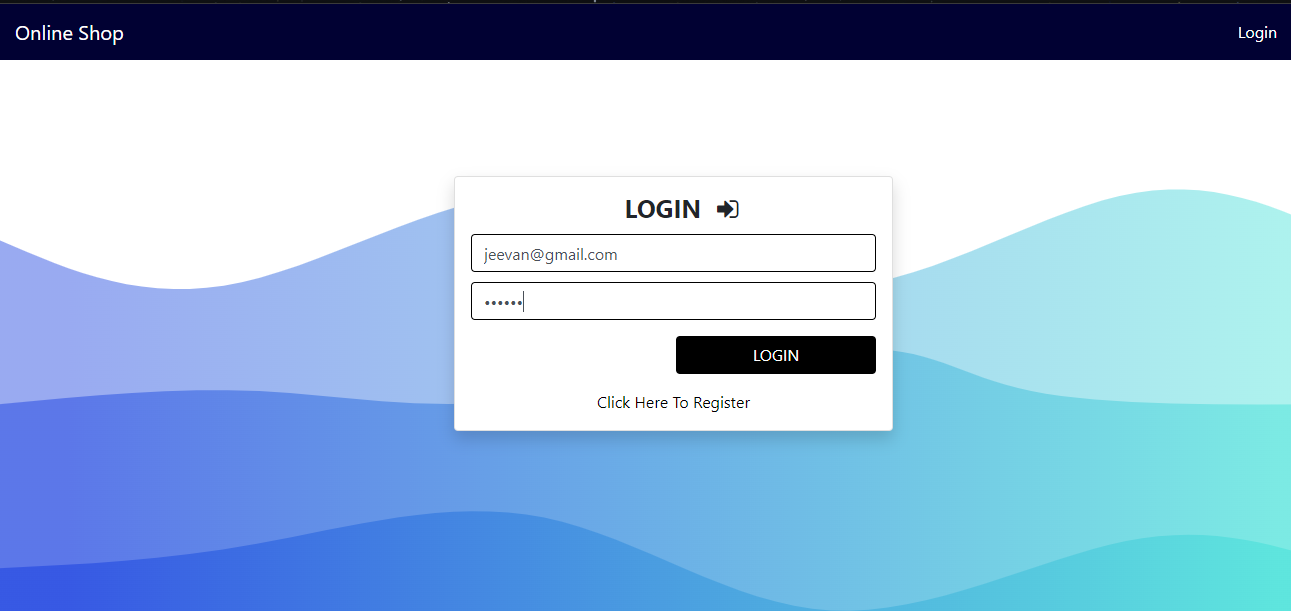 Online Shop
Login
LOGIN
jeevan@gmail.com
••••••
LOGIN
Click Here To Register